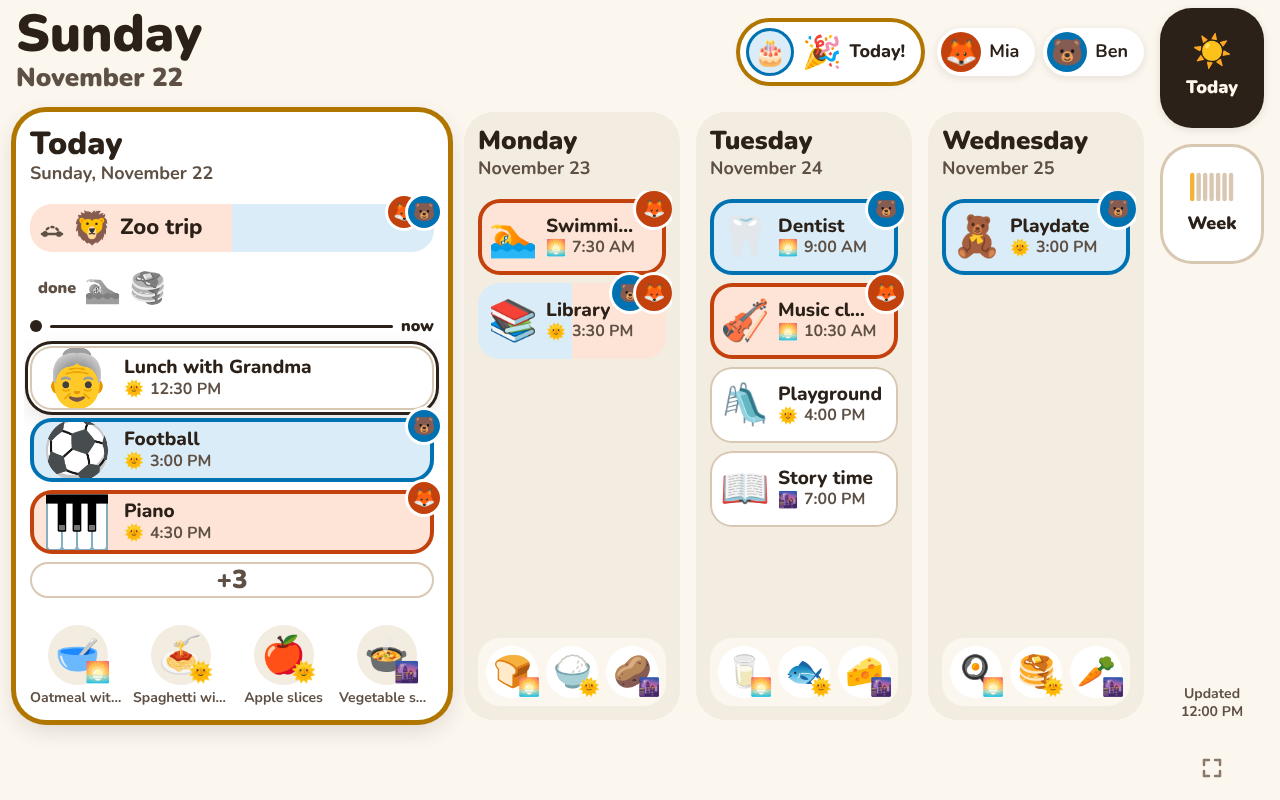 Sunday
November 22
Today!
Mia
Ben
Today
Week
Today
Sunday, November 22
Zoo trip
done
now
Lunch with Grandma
12:30 PM
Football
3:00 PM
Piano
4:30 PM
+3
Oatmeal wit...
Spaghetti wi...
Apple slices
Vegetable s...
Monday
November 23
Swimmi...
7:30 AM
Library
3:30 PM
Tuesday
November 24
Dentist
9:00 AM
Music cl...
10:30 AM
Playground
4:00 PM
Story time
7:00 PM
Wednesday
November 25
Playdate
3:00 PM
Updated
12:00 PM